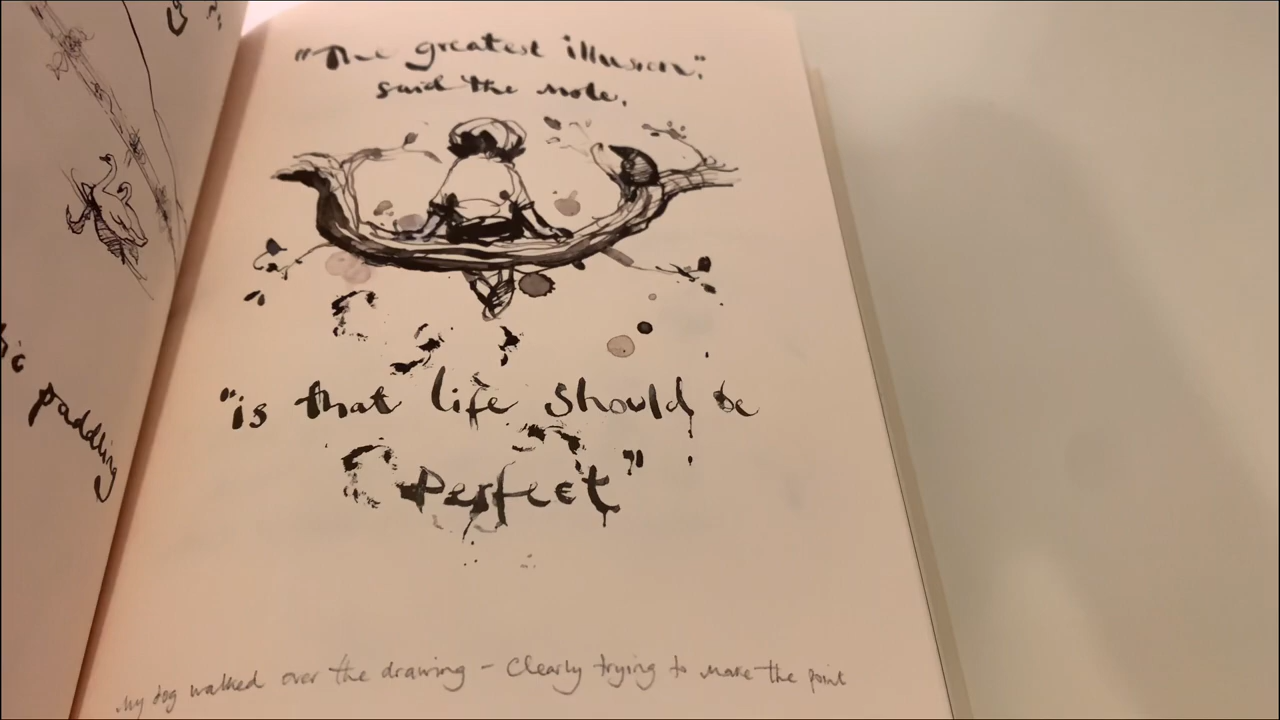 paddling
"The greatest illusion,"
said the mole,
"is that life should be
perfect"
My dog walked over the drawing - Clearly trying to make the point